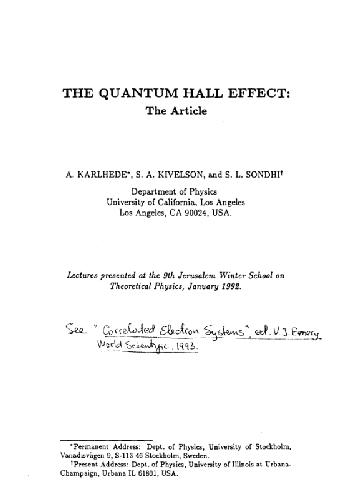 THE QUANTUM HALL EFFECT:
The Article
A. KARLHEDE*, S. A. KIVELSON, and S. L. SONDHI†
Department of Physics
University of California, Los Angeles
Los Angeles, CA 90024, USA.
Lectures presented at the 9th Jerusalem Winter School on
Theoretical Physics, January 1992.
See "Correlated Electron Systems", ed. V J Emery
World Scientific, 1993.
*Permanent Address: Dept. of Physics, University of Stockholm,
Vanadisvägen 9, S-113 46 Stockholm, Sweden.
†Present Address: Dept. of Physics, University of Illinois at Urbana-
Champaign, Urbana IL 61801, USA.